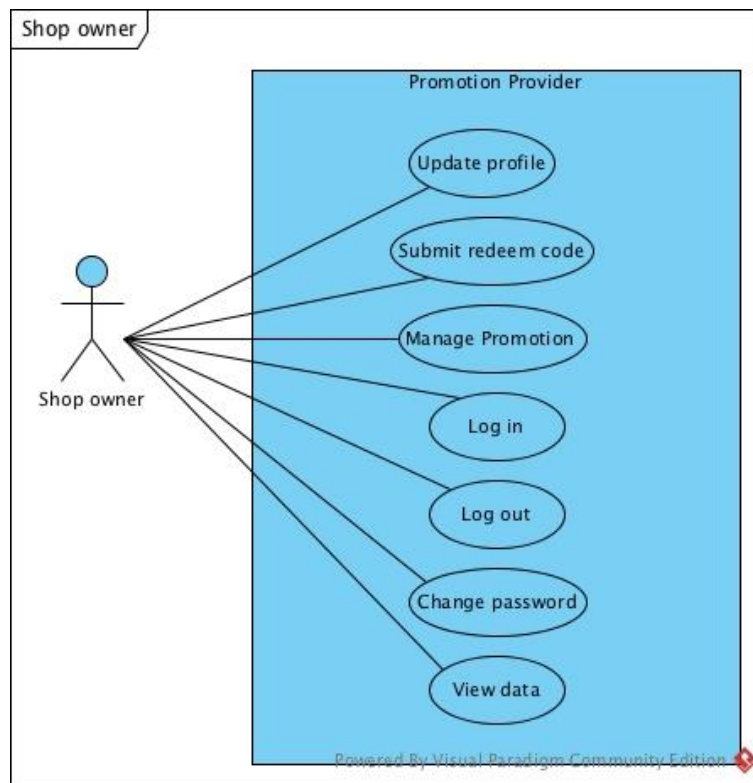 Shop owner
Promotion Provider
Update profile
Submit redeem code
Manage Promotion
Shop owner
Log in
Log out
Change password
View data
Powered By Visual Paradigm Community Edition